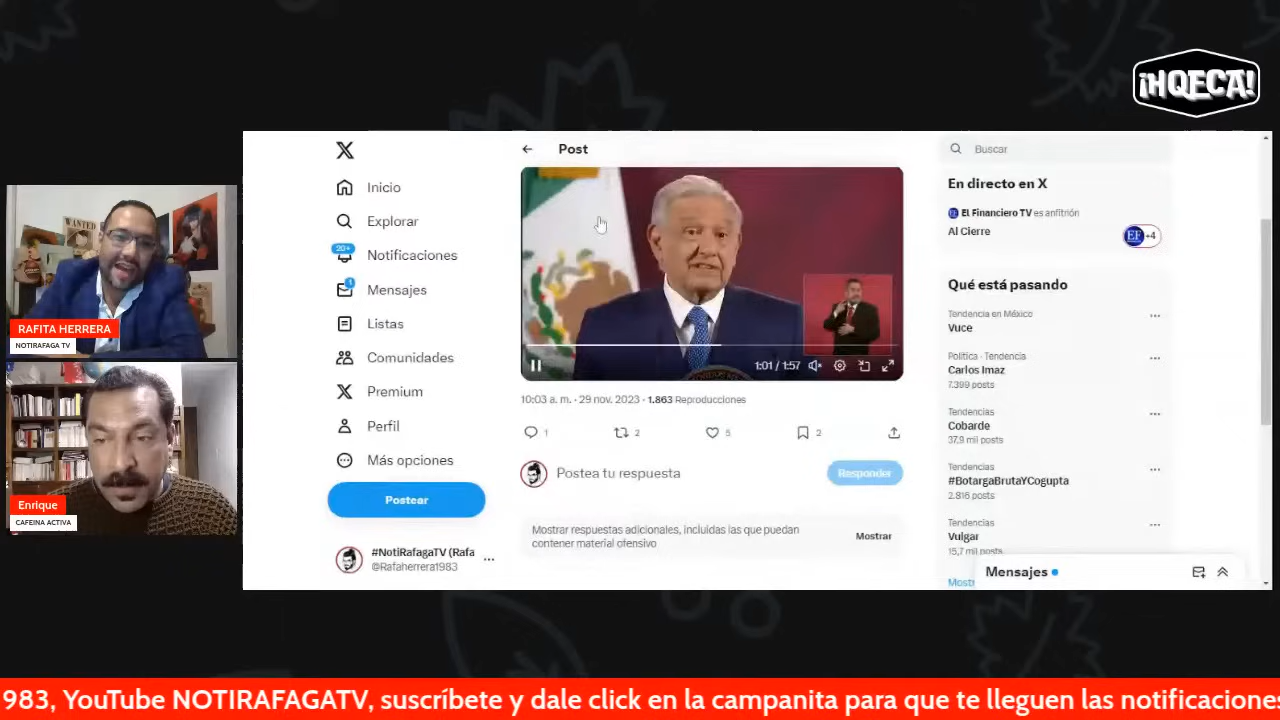 ¡HQECA!
WANTED
RAFITA HERRERA
NOTIRAFAGA TV
Enrique
CAFEINA ACTIVA
Inicio
Explorar
20+
Notificaciones
Mensajes
Listas
Comunidades
Premium
Perfil
Más opciones
Postear
#NotiRafagaTV (Rafa
@Rafaherrera1983
Post
1:01 / 1:57
10:03 a. m. · 29 nov. 2023 · 1.863 Reproducciones
1
2
5
2
Postea tu respuesta
Responder
Mostrar respuestas adicionales, incluidas las que puedan
contener material ofensivo
Mostrar
Buscar
En directo en X
EF El Financiero TV es anfitrión
Al Cierre
EF +4
Qué está pasando
Tendencia en México
Vuce
Política · Tendencia
Carlos Imaz
7.399 posts
Tendencias
Cobarde
37,9 mil posts
Tendencias
#BotargaBrutaYCogupta
2.816 posts
Tendencias
Vulgar
15,7 mil posts
Mostr
Mensajes
983, YouTube NOTIRAFAGATV, suscríbete y dale click en la campanita para que te lleguen las notificaciones